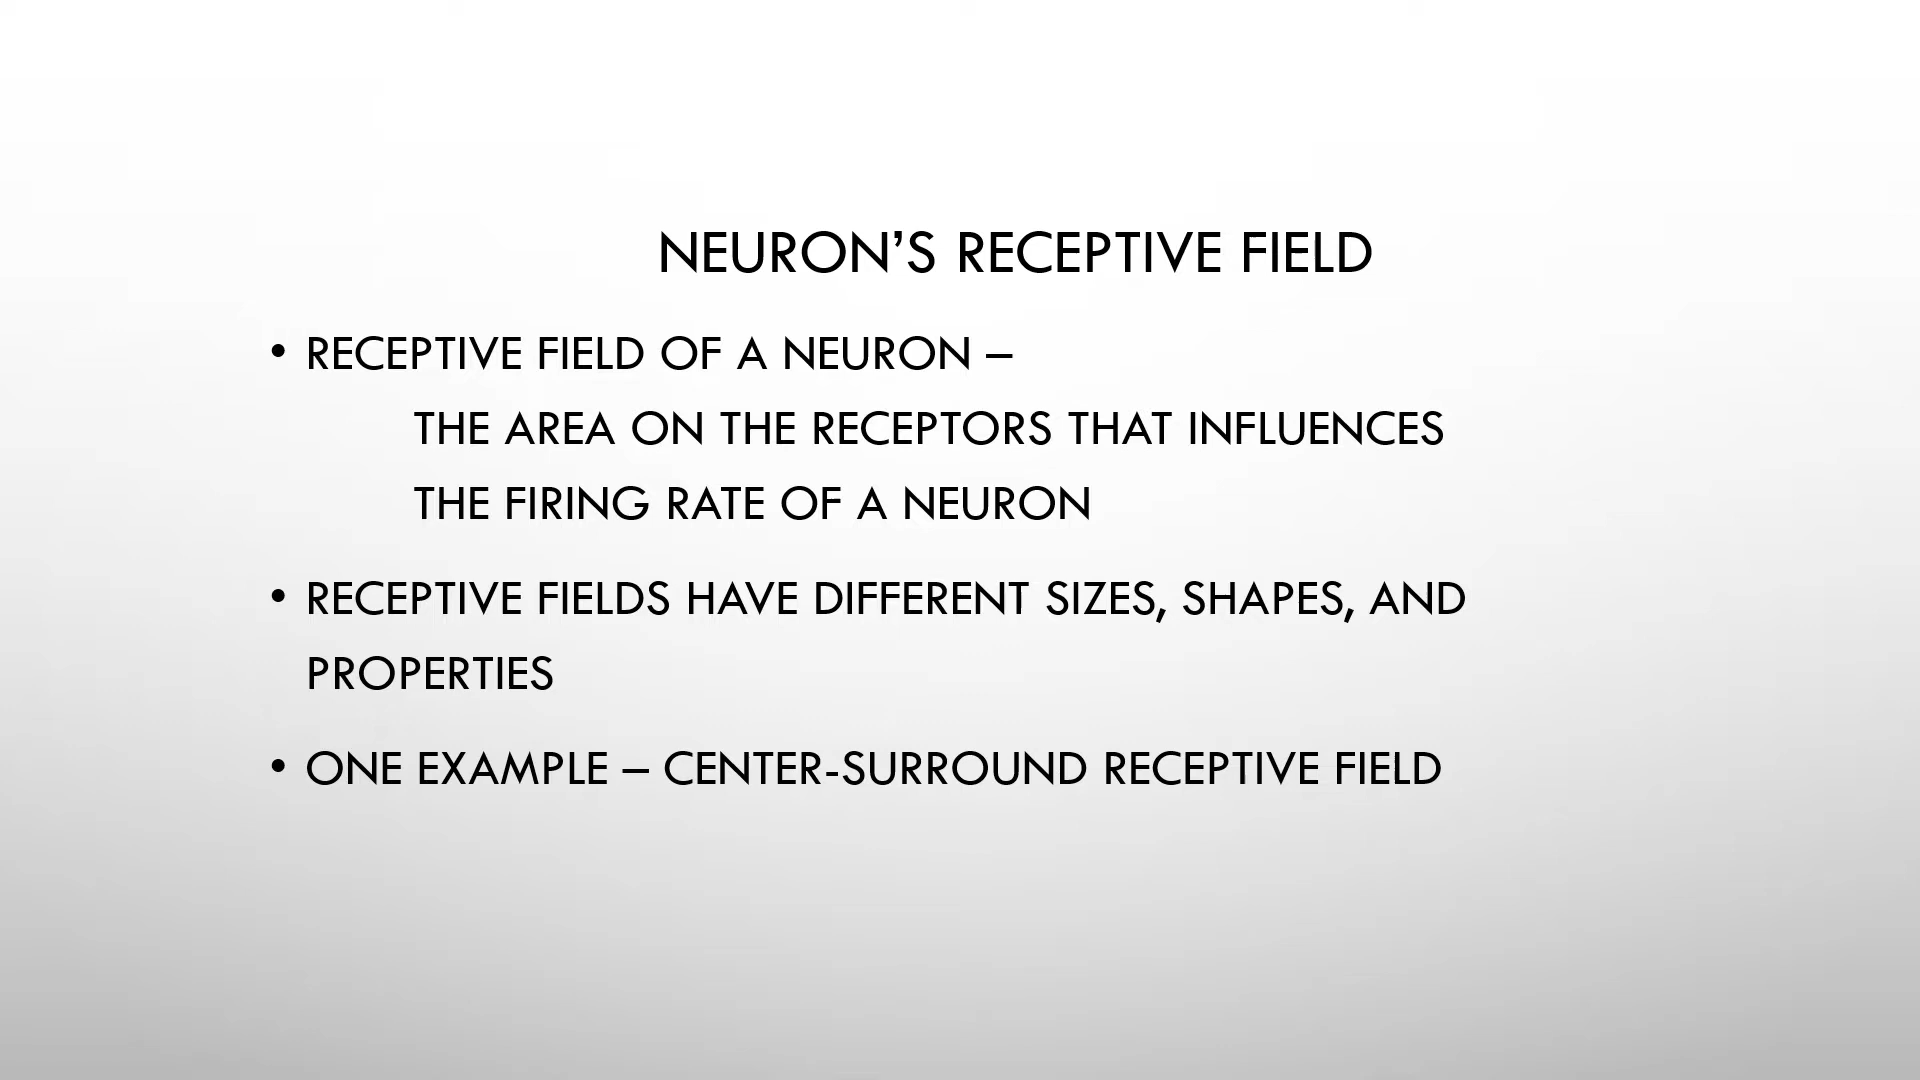 NEURON’S RECEPTIVE FIELD
• RECEPTIVE FIELD OF A NEURON –
THE AREA ON THE RECEPTORS THAT INFLUENCES
THE FIRING RATE OF A NEURON
• RECEPTIVE FIELDS HAVE DIFFERENT SIZES, SHAPES, AND
PROPERTIES
• ONE EXAMPLE – CENTER-SURROUND RECEPTIVE FIELD